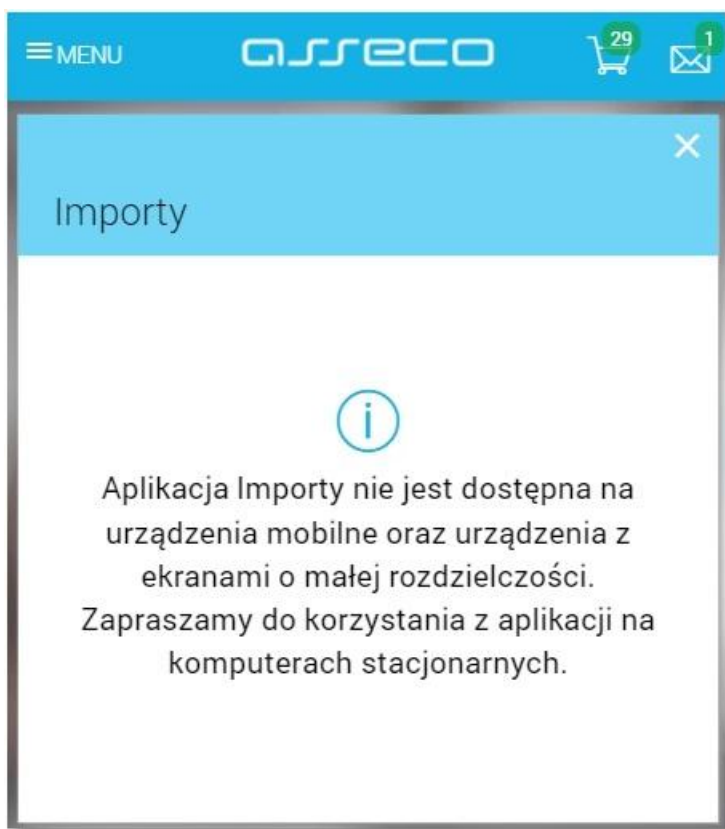 MENU
asseco
29
1
Importy
Aplikacja Importy nie jest dostępna na
urządzenia mobilne oraz urządzenia z
ekranami o małej rozdzielczości.
Zapraszamy do korzystania z aplikacji na
komputerach stacjonarnych.